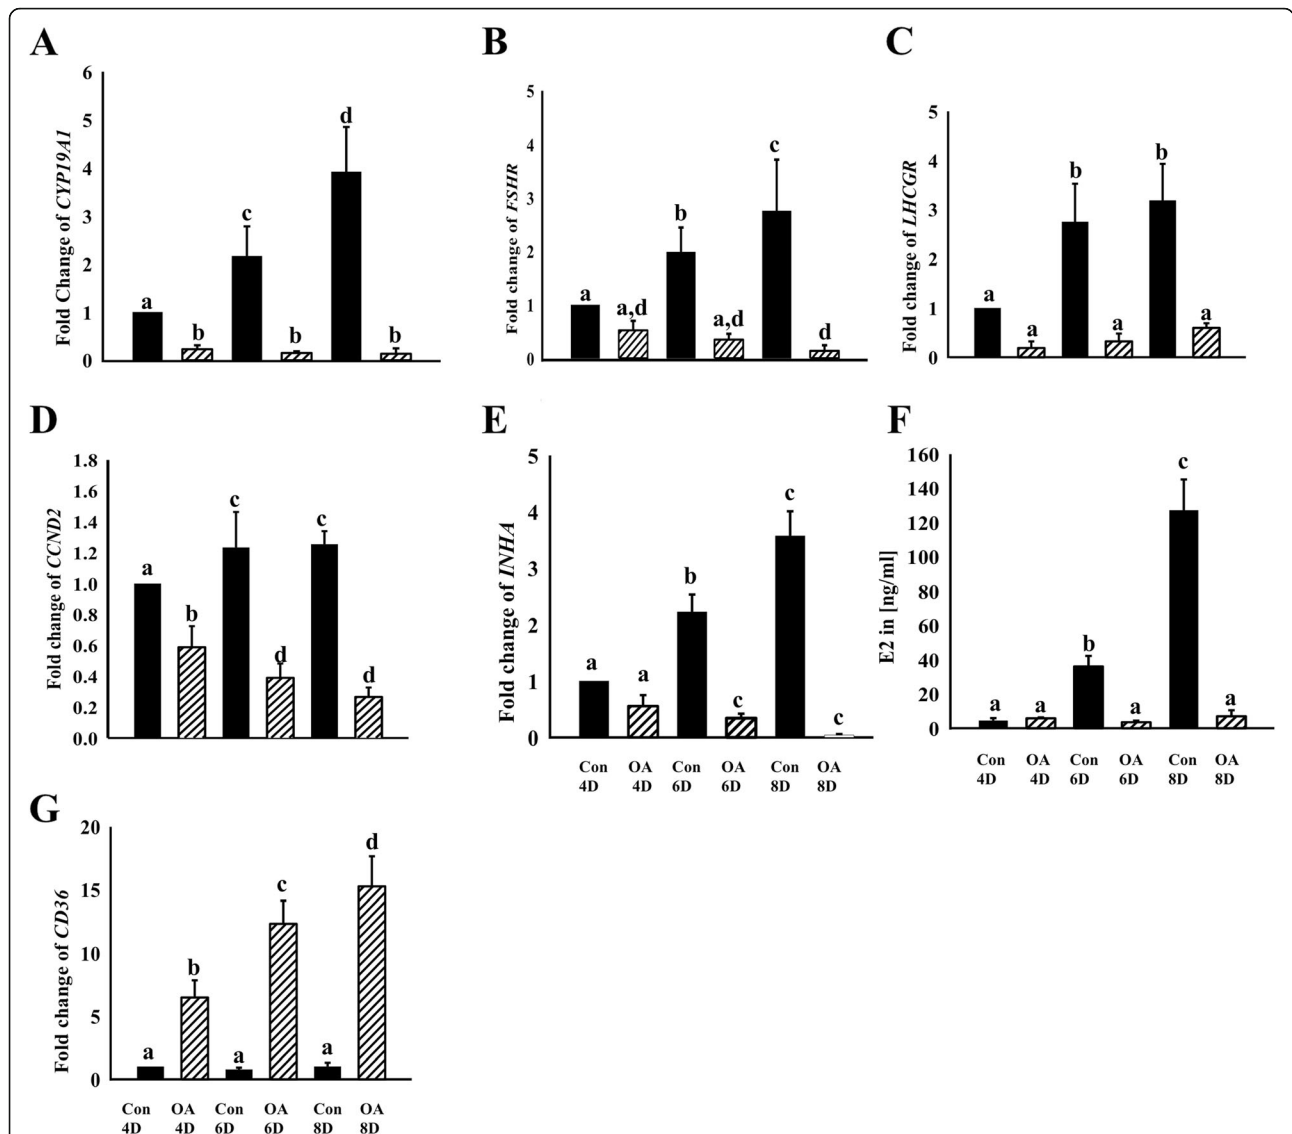 A
Fold Change of CYP19A1
6
5
4
3
2
1
0
a
b
c
b
d
b
B
Fold change of FSHR
5
4
3
2
1
0
a
a,d
b
a,d
c
d
C
Fold change of LHCGR
5
4
3
2
1
0
a
a
b
a
b
a
D
Fold change of CCND2
1.8
1.6
1.4
1.2
1.0
0.8
0.6
0.4
0.2
0.0
a
b
c
d
c
d
E
Fold change of INHA
5
4
3
2
1
0
a
a
b
c
c
c
Con OA Con OA Con OA
4D 4D 6D 6D 8D 8D
F
E2 in [ng/ml]
160
140
120
100
80
60
40
20
0
a
a
b
a
c
a
Con OA Con OA Con OA
4D 4D 6D 6D 8D 8D
G
Fold change of CD36
20
15
10
5
0
a
b
a
c
a
d
Con OA Con OA Con OA
4D 4D 6D 6D 8D 8D